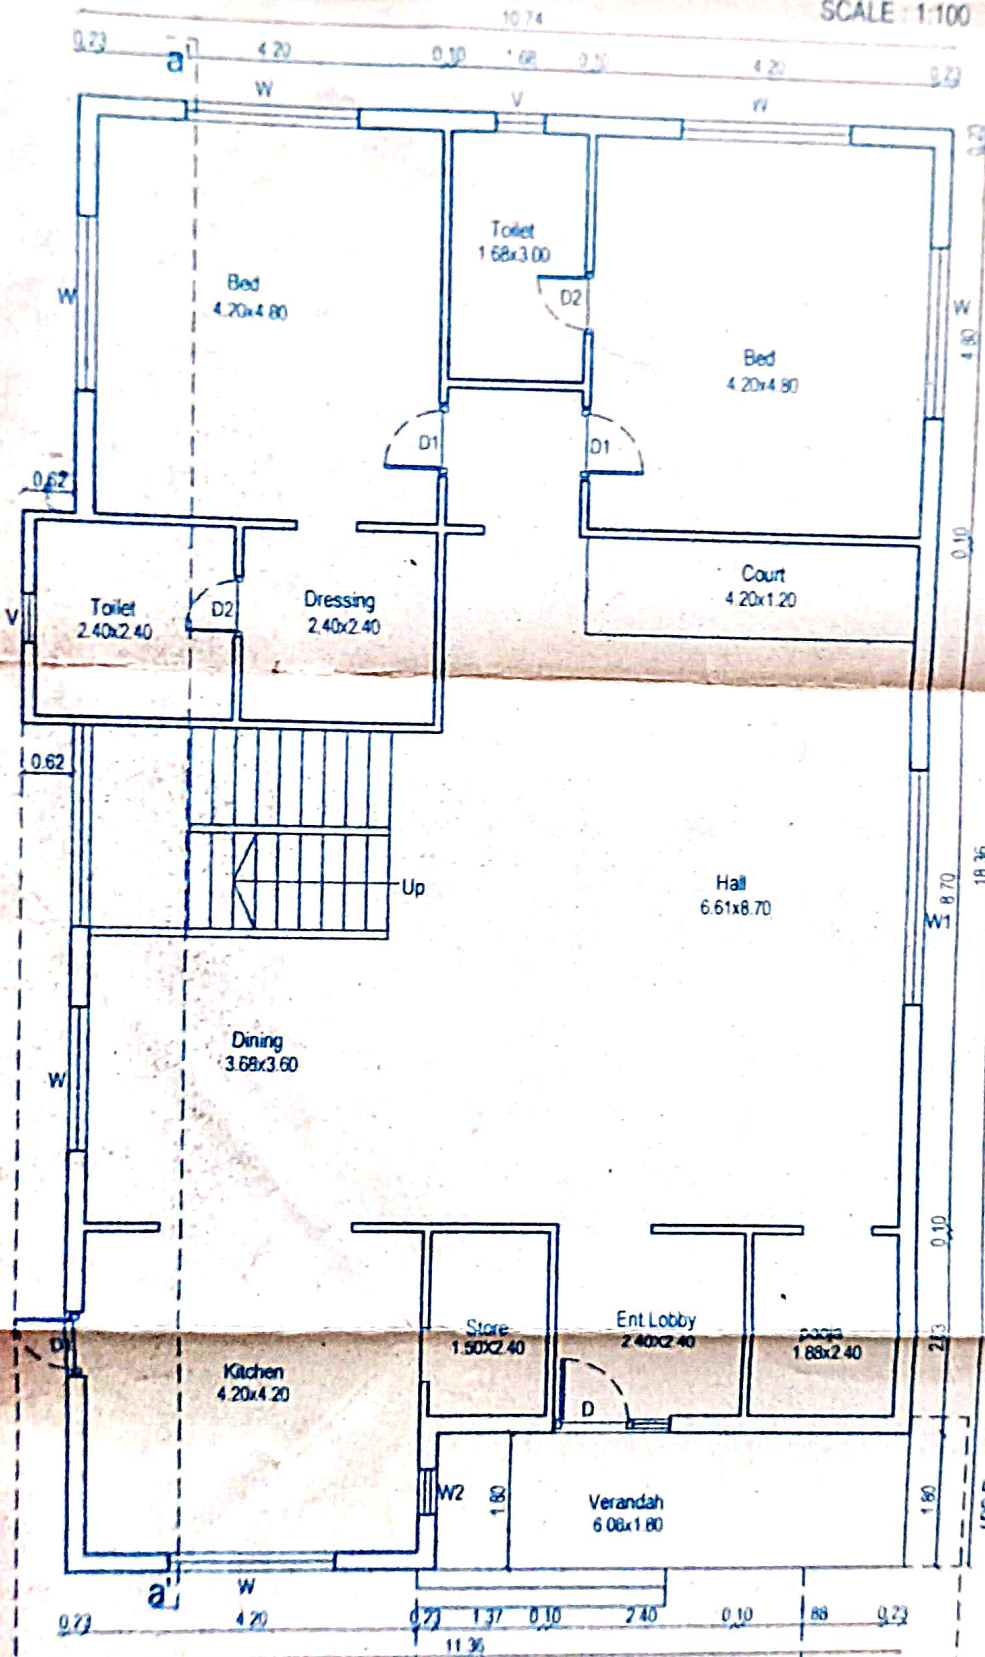 SCALE : 1:100
10.74
0.23 4.20 0.10 1.68 0.10 4.20 0.23
a
W V W
0.23
Toilet
1.68x3.00
Bed
4.20x4.80
D2
W
W
4.80
Bed
4.20x4.80
D1 D1
0.62
0.10
Court
4.20x1.20
Dressing
2.40x2.40
Toilet
2.40x2.40
D2
V
0.62
Up
Hall
6.61x8.70
8.70
18.36
W1
Dining
3.68x3.60
W
0.10
Ent.Lobby
2.40x2.40
Store
1.50x2.40
1.88x2.40
Kitchen
4.20x4.20
D
W2
1.80
Verandah
6.08x1.80
1.80
a'
W
0.23 4.20 0.23 1.37 0.10 2.40 0.10 88 0.23
11.36